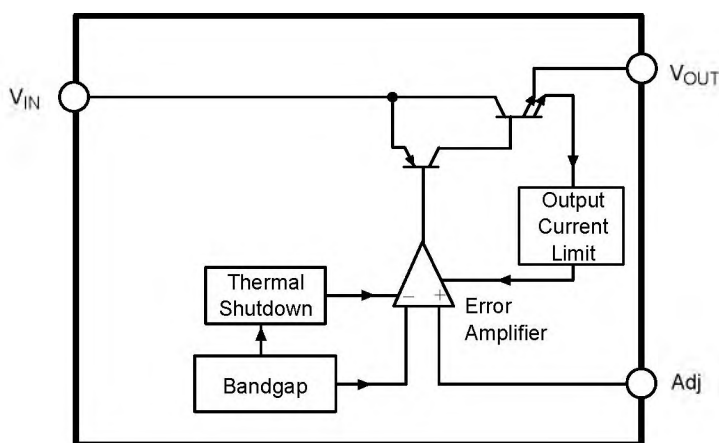 V_IN
V_OUT
Output
Current
Limit
Thermal
Shutdown
− +
Error
Amplifier
Bandgap
Adj